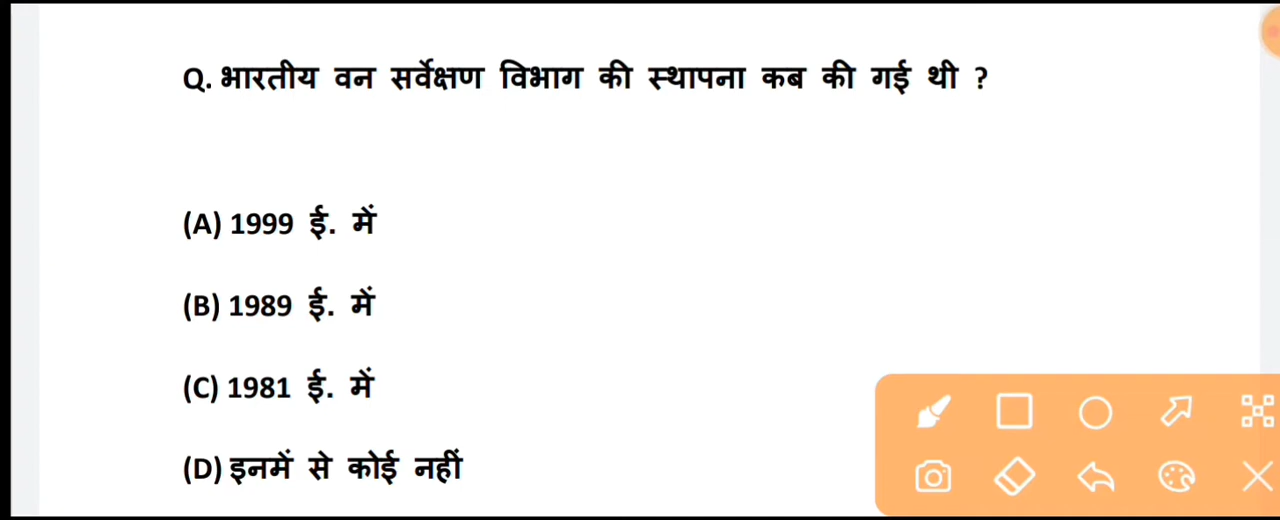 Q. भारतीय वन सर्वेक्षण विभाग की स्थापना कब की गई थी ?
(A) 1999 ई. में
(B) 1989 ई. में
(C) 1981 ई. में
(D) इनमें से कोई नहीं